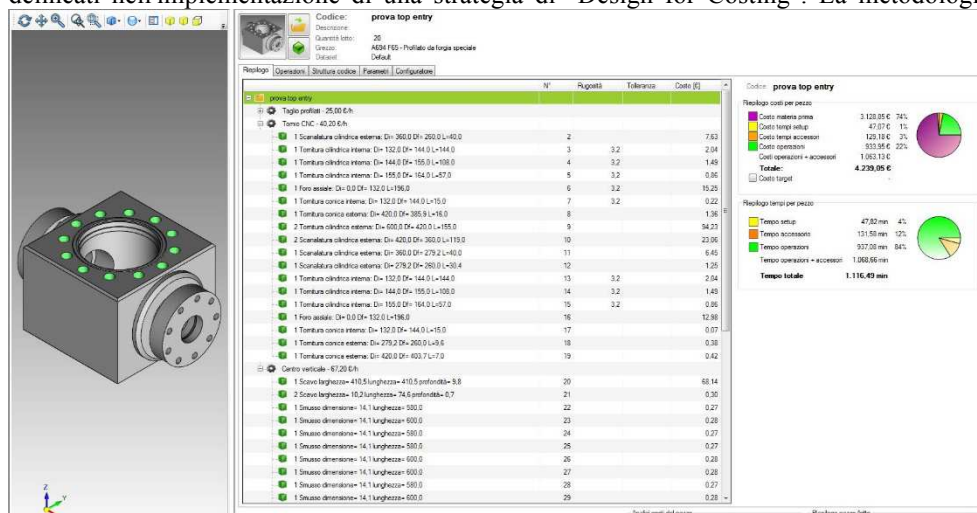 delineati nell'implementazione di una strategia di "Design for Costing". La metodologi
Codice: prova top entry
Descrizione:
Quantità lotto: 20
Grezzo: A694 F65 - Profilato da forgia speciale
Dataset Default
Riepilogo Operazioni Struttura codice Parametri Configuratore
N° Rugosità Tolleranza Costo [€]
prova top entry
Taglio profilati - 25,00 €/h
Tornio CNC - 40,20 €/h
1 Scanalatura cilindrica esterna: Di= 360,0 Df= 260,0 L=40,0 2 7,63
1 Tornitura cilindrica interna: Di= 132,0 Df= 144,0 L=144,0 3 3.2 2,04
1 Tornitura cilindrica interna: Di= 144,0 Df= 155,0 L=108,0 4 3.2 1,49
1 Tornitura cilindrica interna: Di= 155,0 Df= 164,0 L=57,0 5 3.2 0,86
1 Foro assiale: Di= 0,0 Df= 132,0 L=196,0 6 3.2 15,25
1 Tornitura conica interna: Di= 132,0 Df= 144,0 L=15,0 7 3.2 0,22
1 Tornitura conica esterna: Di= 420,0 Df= 385,9 L=16,0 8 1,36
2 Tornitura cilindrica esterna: Di= 600,0 Df= 420,0 L=155,0 9 94,23
2 Scanalatura cilindrica esterna: Di= 420,0 Df= 360,0 L=119,0 10 23,06
1 Scanalatura cilindrica esterna: Di= 360,0 Df= 279,2 L=40,0 11 6,45
1 Scanalatura cilindrica esterna: Di= 279,2 Df= 260,0 L=30,4 12 1,25
1 Tornitura cilindrica interna: Di= 132,0 Df= 144,0 L=144,0 13 3.2 2,04
1 Tornitura cilindrica interna: Di= 144,0 Df= 155,0 L=108,0 14 3.2 1,49
1 Tornitura cilindrica interna: Di= 155,0 Df= 164,0 L=57,0 15 3.2 0,86
1 Foro assiale: Di= 0,0 Df= 132,0 L=196,0 16 12,98
1 Tornitura conica interna: Di= 132,0 Df= 144,0 L=15,0 17 0,07
1 Tornitura conica esterna: Di= 279,2 Df= 260,0 L=9,6 18 0,38
1 Tornitura conica esterna: Di= 420,0 Df= 403,7 L=7,0 19 0,42
Centro verticale - 67,20 €/h
1 Scavo larghezza= 410,5 lunghezza= 410,5 profondità= 9,8 20 68,14
2 Scavo larghezza= 10,2 lunghezza= 74,6 profondità= 0,7 21 0,30
1 Smusso dimensione= 14,1 lunghezza= 580,0 22 0,27
1 Smusso dimensione= 14,1 lunghezza= 600,0 23 0,28
1 Smusso dimensione= 14,1 lunghezza= 580,0 24 0,27
1 Smusso dimensione= 14,1 lunghezza= 580,0 25 0,27
1 Smusso dimensione= 14,1 lunghezza= 600,0 26 0,28
1 Smusso dimensione= 14,1 lunghezza= 600,0 27 0,28
1 Smusso dimensione= 14,1 lunghezza= 580,0 28 0,27
1 Smusso dimensione= 14,1 lunghezza= 600,0 29 0,28
Codice: prova top entry
Riepilogo costi per pezzo
Costo materia prima 3.128,85 € 74%
Costo tempi setup 47,07 € 1%
Costo tempi accessori 129,18 € 3%
Costo operazioni 933,95 € 22%
Costi operazioni + accessori 1.063,13 €
Totale: 4.239,05 €
Costo target -
Riepilogo tempi per pezzo
Tempo setup 47,82 min 4%
Tempo accessorio 131,58 min 12%
Tempo operazioni 937,08 min 84%
Tempo operazioni + accessori 1.068,66 min
Tempo totale 1.116,49 min
Z
Y